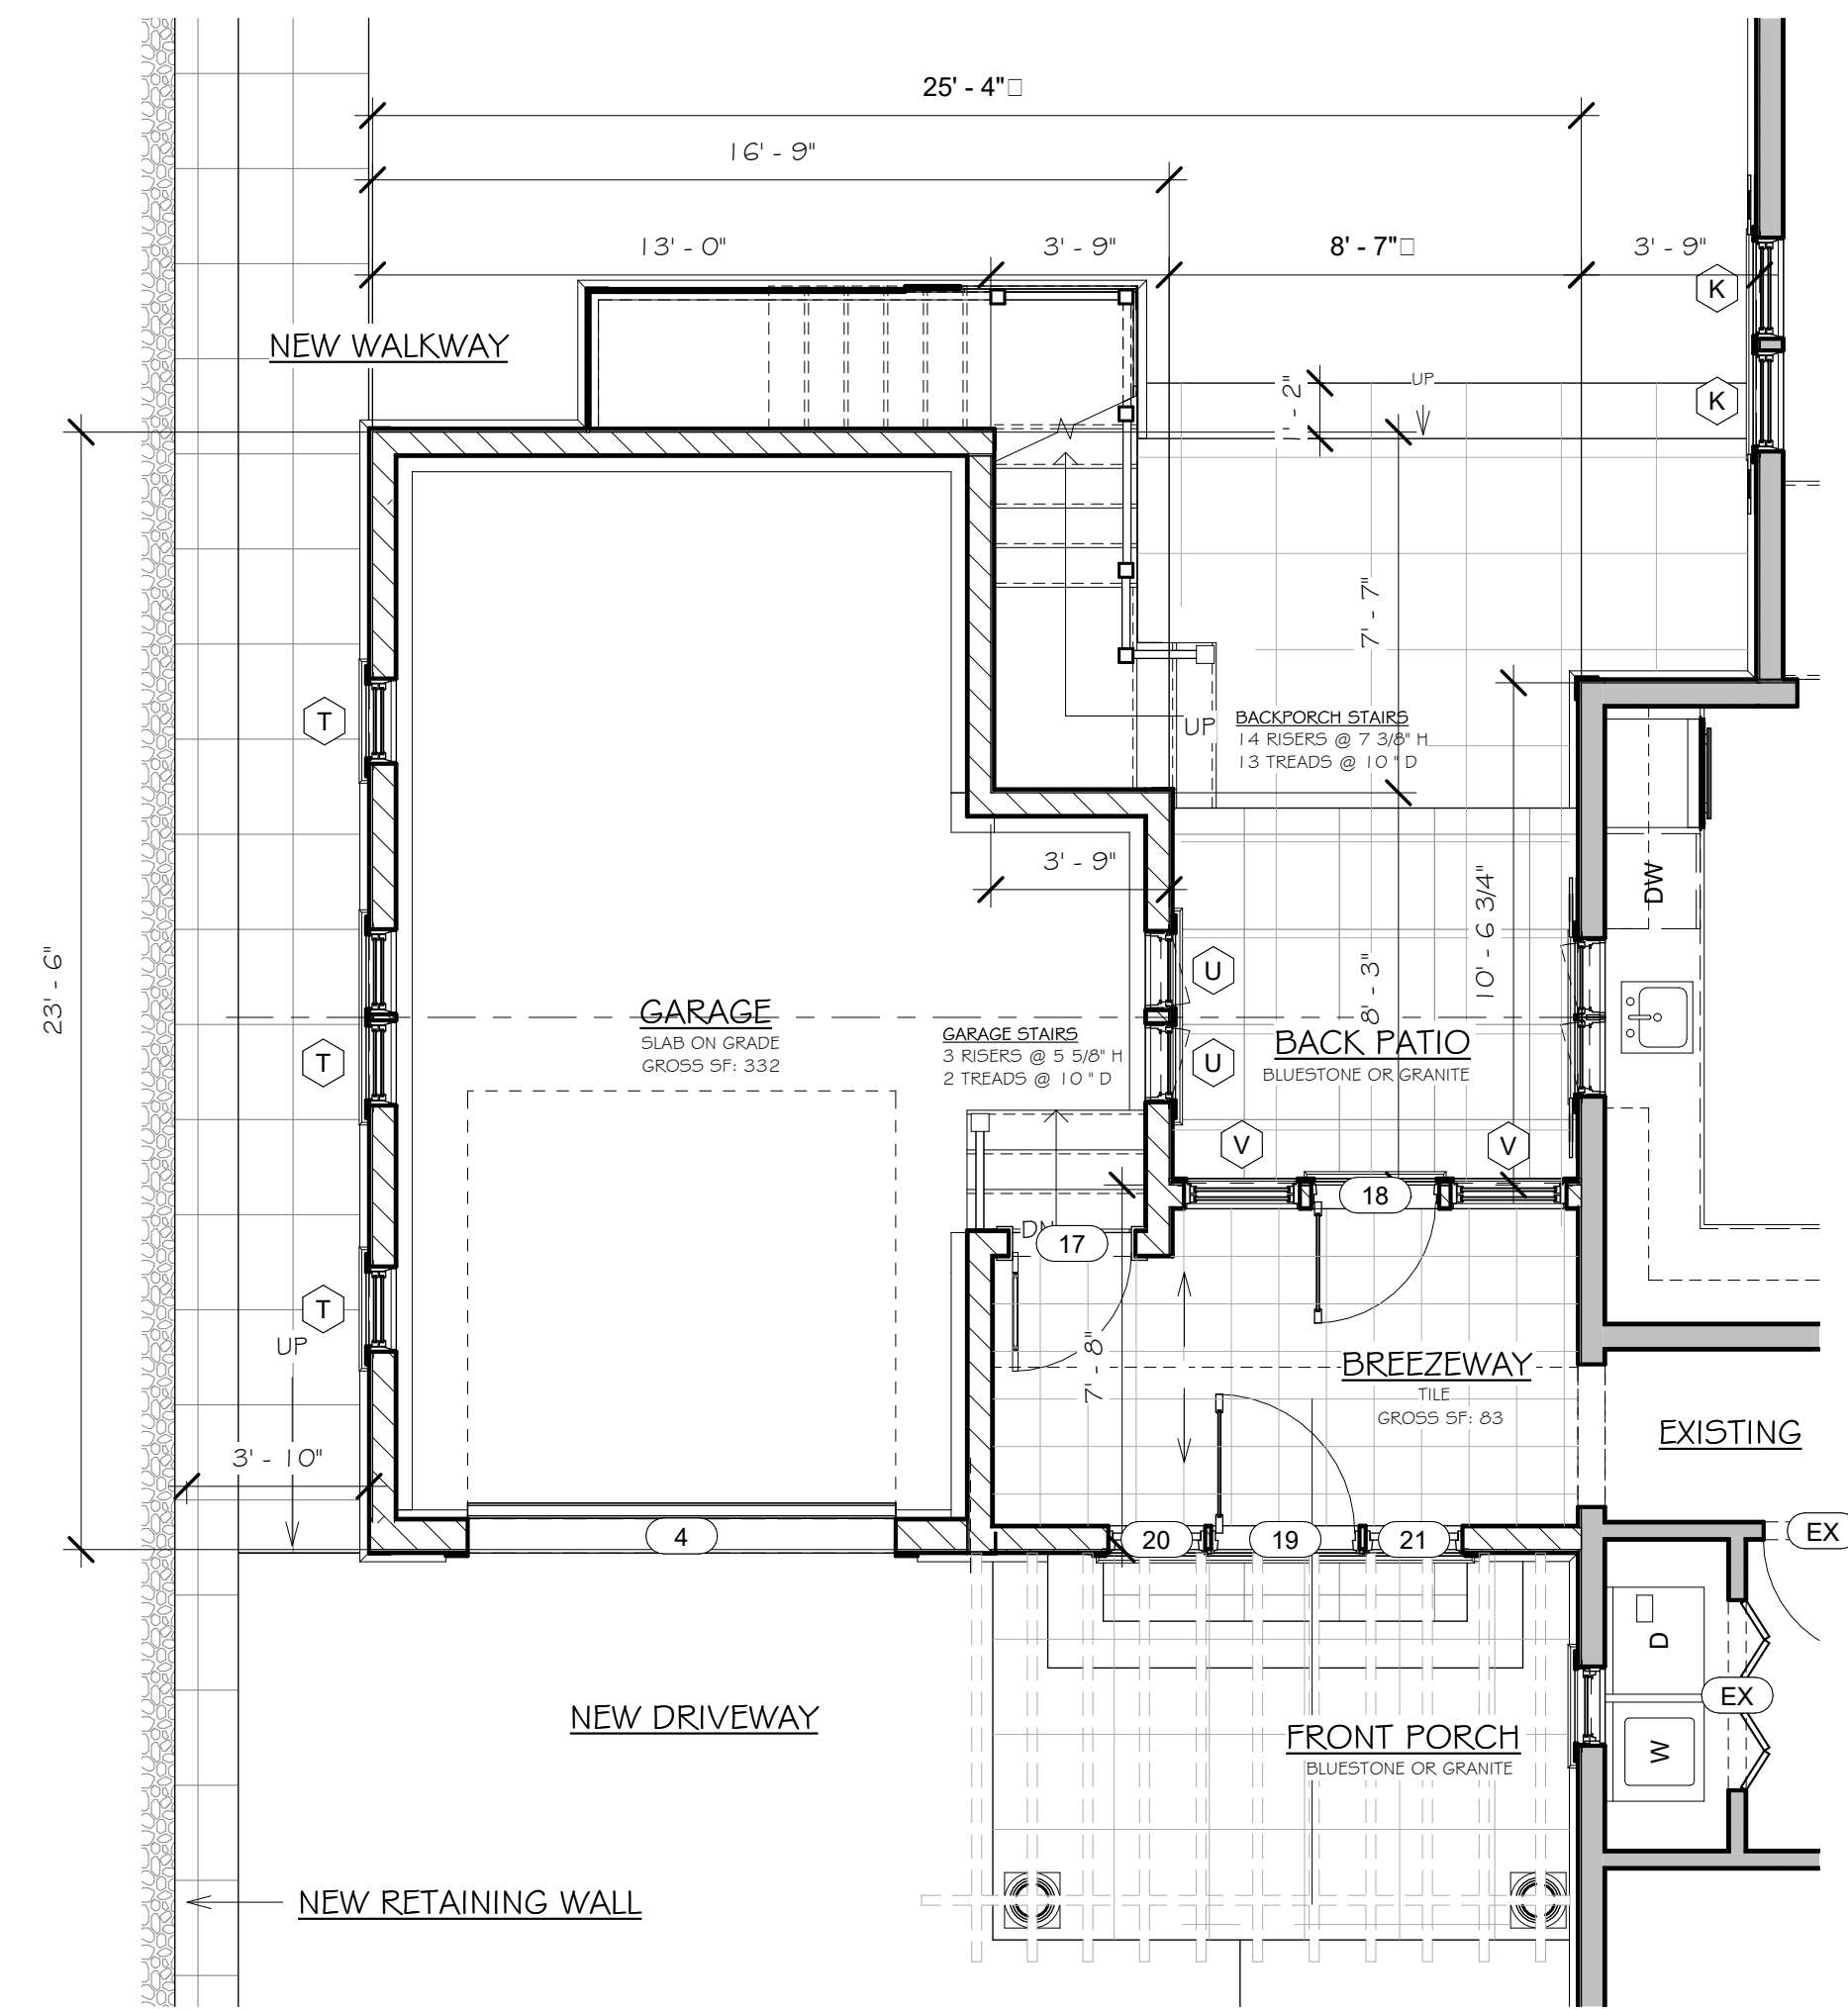 25' - 4"
16' - 9"
13' - 0"
3' - 9"
8' - 7"
3' - 9"
K
NEW WALKWAY
1' - 2"
UP
K
7' - 7"
T
UP
BACKPORCH STAIRS
14 RISERS @ 7 3/8" H
13 TREADS @ 10 " D
3' - 9"
DW
10' - 6 3/4"
23' - 6"
8' - 3"
U
GARAGE
SLAB ON GRADE
GROSS SF: 332
GARAGE STAIRS
3 RISERS @ 5 5/8" H
2 TREADS @ 10 " D
BACK PATIO
BLUESTONE OR GRANITE
T
U
V
V
18
DN
17
T
UP
7' - 8"
BREEZEWAY
TILE
GROSS SF: 83
EXISTING
3' - 10"
4
20
19
21
EX
D
EX
NEW DRIVEWAY
FRONT PORCH
BLUESTONE OR GRANITE
W
NEW RETAINING WALL